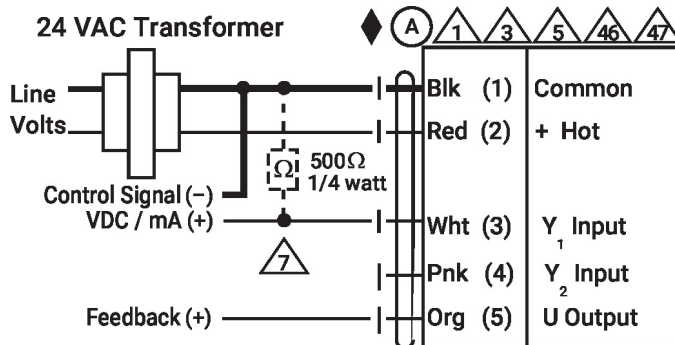 24 VAC Transformer
A 1 3 5 46 47
Line
Volts
Blk (1) Common
Red (2) + Hot
Ω 500Ω
1/4 watt
Control Signal (−)
VDC / mA (+)
7
Wht (3) Y1 Input
Pnk (4) Y2 Input
Feedback (+)
Org (5) U Output